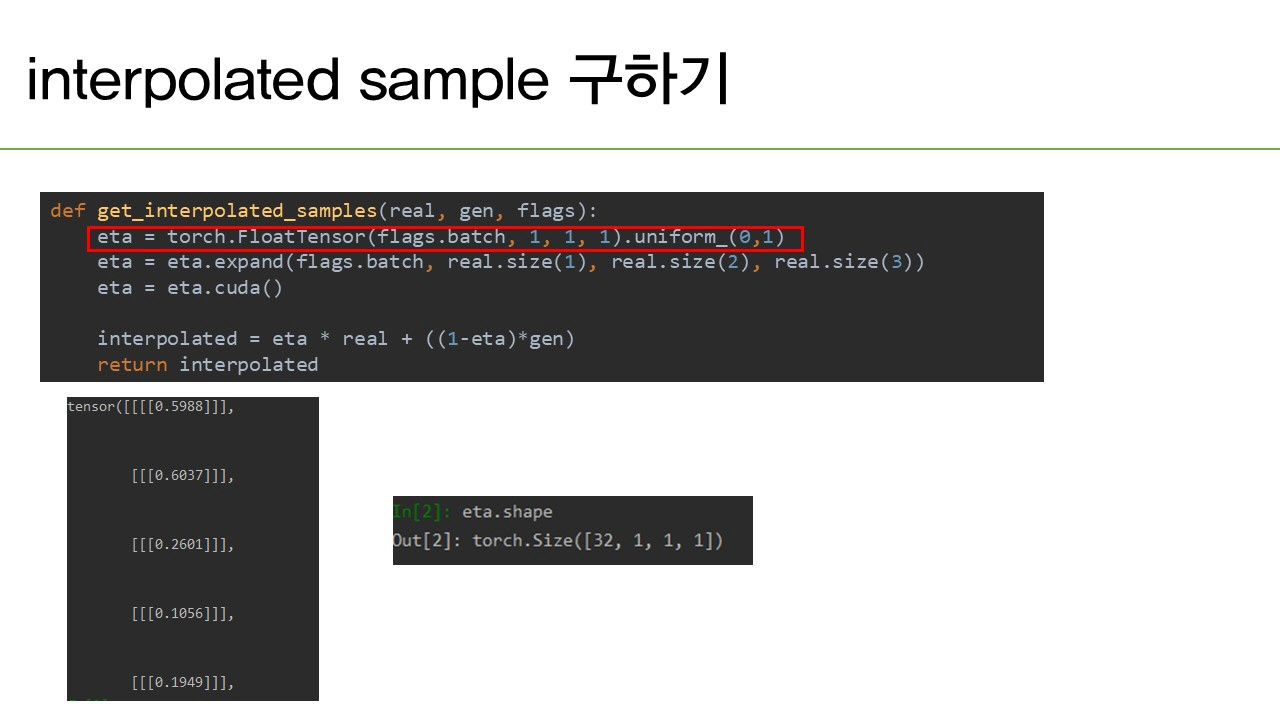 interpolated sample 구하기
def get_interpolated_samples(real, gen, flags):
eta = torch.FloatTensor(flags.batch, 1, 1, 1).uniform_(0,1)
eta = eta.expand(flags.batch, real.size(1), real.size(2), real.size(3))
eta = eta.cuda()
interpolated = eta * real + ((1-eta)*gen)
return interpolated
tensor([[[[0.5988]]],
[[[0.6037]]],
[[[0.2601]]],
[[[0.1056]]],
[[[0.1949]]],
In[2]: eta.shape
Out[2]: torch.Size([32, 1, 1, 1])